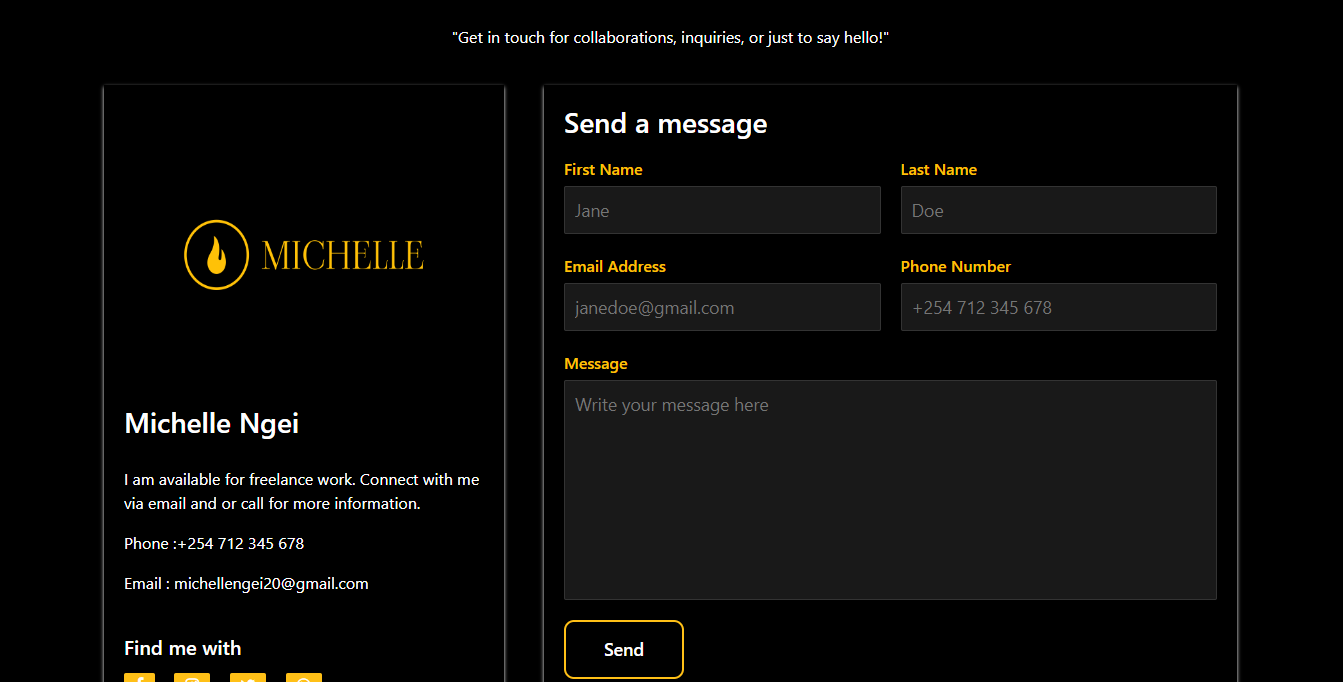 "Get in touch for collaborations, inquiries, or just to say hello!"
MICHELLE
Michelle Ngei
I am available for freelance work. Connect with me
via email and or call for more information.
Phone :+254 712 345 678
Email : michellengei20@gmail.com
Find me with
Send a message
First Name
Last Name
Jane
Doe
Email Address
Phone Number
janedoe@gmail.com
+254 712 345 678
Message
Write your message here
Send